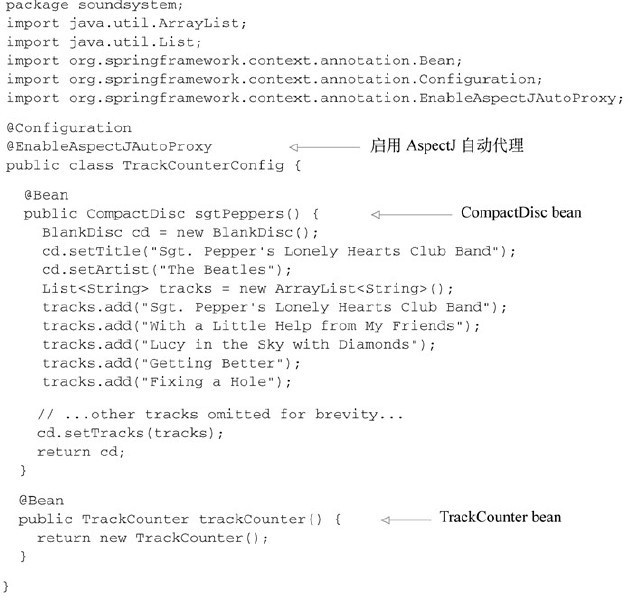 package soundsystem;
import java.util.ArrayList;
import java.util.List;
import org.springframework.context.annotation.Bean;
import org.springframework.context.annotation.Configuration;
import org.springframework.context.annotation.EnableAspectJAutoProxy;
@Configuration
@EnableAspectJAutoProxy 启用 AspectJ 自动代理
public class TrackCounterConfig {
@Bean
public CompactDisc sgtPeppers() { CompactDisc bean
BlankDisc cd = new BlankDisc();
cd.setTitle("Sgt. Pepper's Lonely Hearts Club Band");
cd.setArtist("The Beatles");
List<String> tracks = new ArrayList<String>();
tracks.add("Sgt. Pepper's Lonely Hearts Club Band");
tracks.add("With a Little Help from My Friends");
tracks.add("Lucy in the Sky with Diamonds");
tracks.add("Getting Better");
tracks.add("Fixing a Hole");
// ...other tracks omitted for brevity...
cd.setTracks(tracks);
return cd;
}
@Bean
public TrackCounter trackCounter() { TrackCounter bean
return new TrackCounter();
}
}